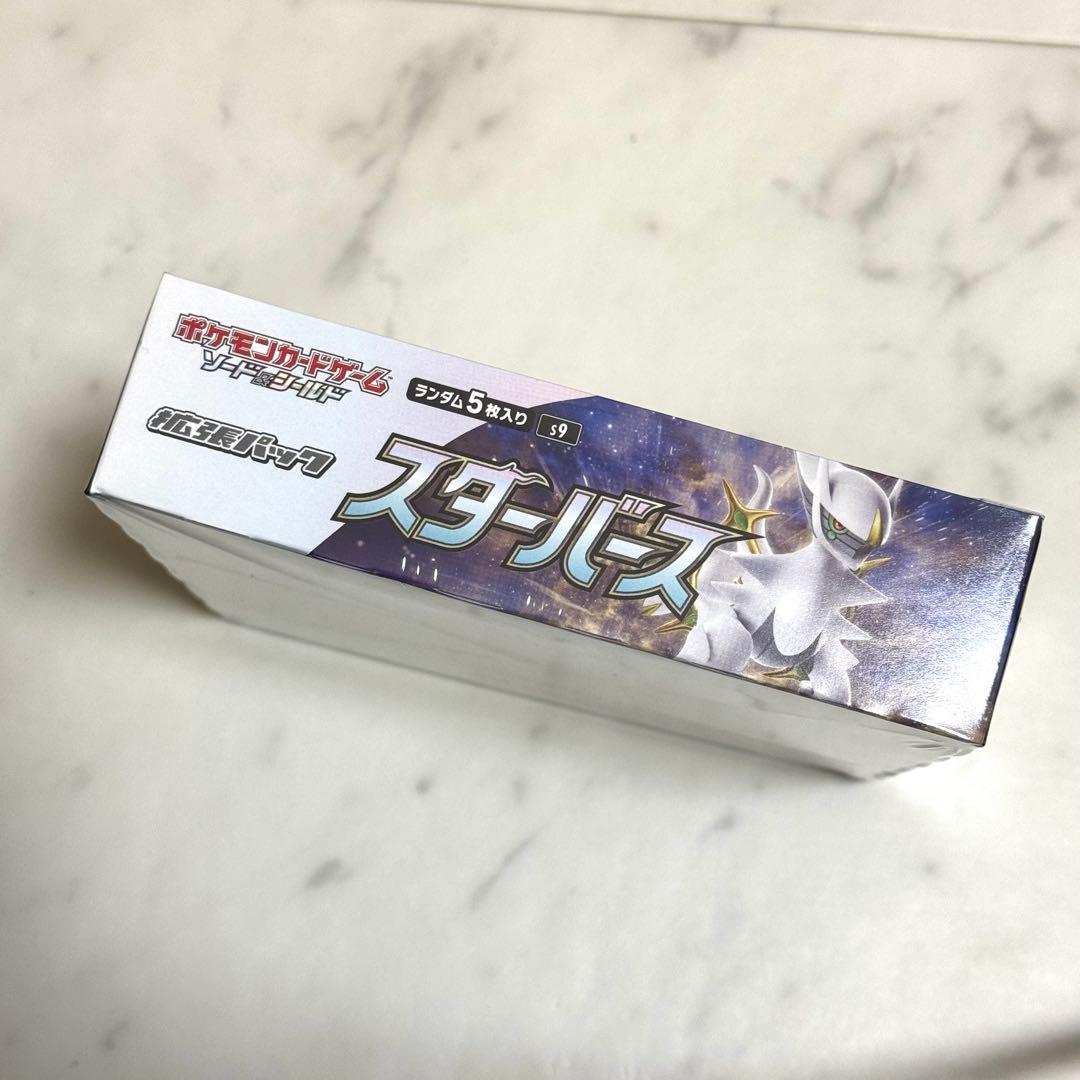 ポケモンカードゲーム
ソード&シールド
拡張パック
ランダム5枚入り S9
スターバース